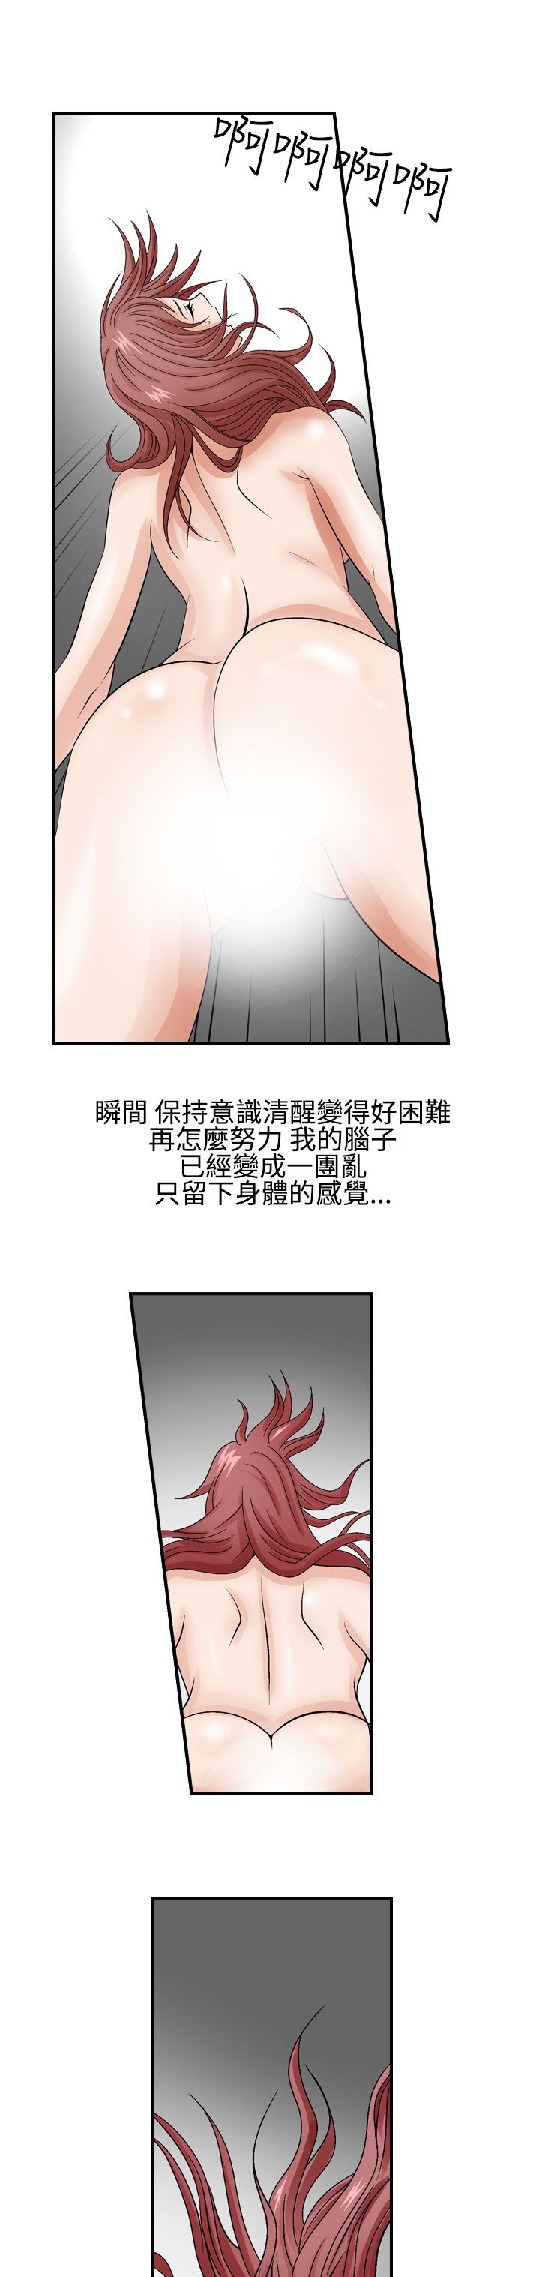 啊啊啊啊
瞬間 保持意識清醒變得好困難
再怎麼努力 我的腦子
已經變成一團亂
只留下身體的感覺...